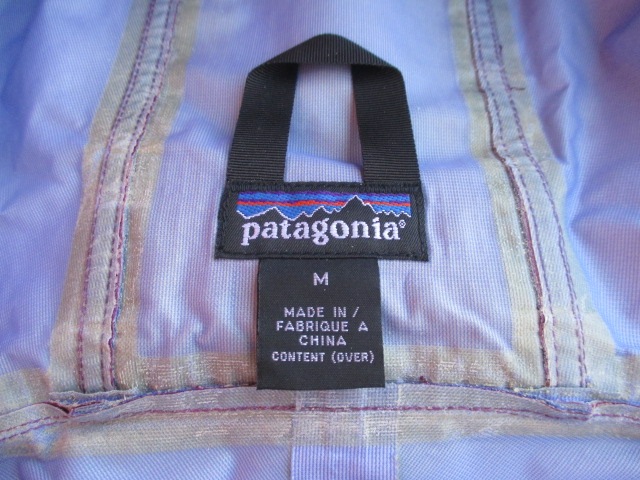 patagonia®
M
MADE IN /
FABRIQUE A
CHINA
CONTENT (OVER)